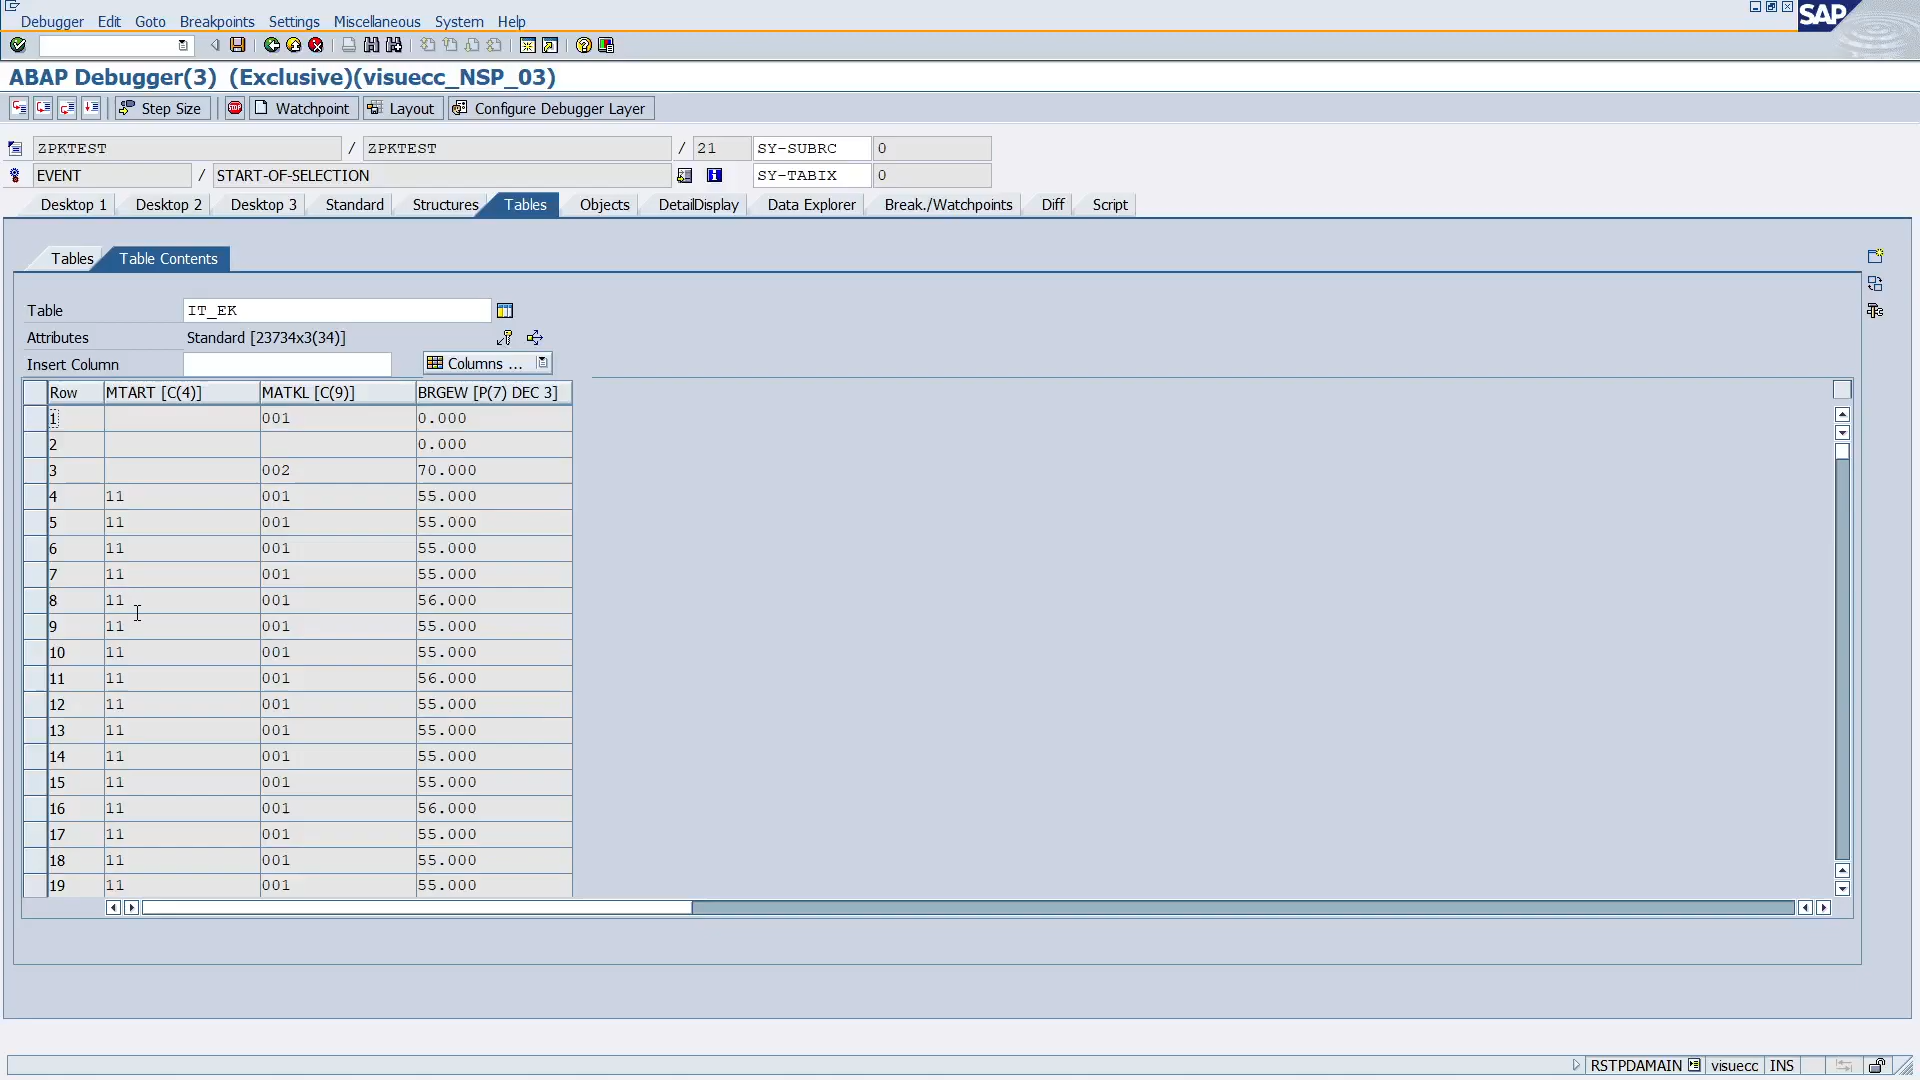 Debugger Edit Goto Breakpoints Settings Miscellaneous System Help
SAP
ABAP Debugger(3) (Exclusive)(visuecc_NSP_03)
Step Size STOP Watchpoint Layout Configure Debugger Layer
ZPKTEST / ZPKTEST / 21 SY-SUBRC 0
EVENT / START-OF-SELECTION SY-TABIX 0
Desktop 1 Desktop 2 Desktop 3 Standard Structures Tables Objects DetailDisplay Data Explorer Break./Watchpoints Diff Script
Tables Table Contents
Table IT_EK
Attributes Standard [23734x3(34)]
Insert Column Columns ...
Row MTART [C(4)] MATKL [C(9)] BRGEW [P(7) DEC 3]
1 001 0.000
2 0.000
3 002 70.000
4 11 001 55.000
5 11 001 55.000
6 11 001 55.000
7 11 001 55.000
8 11 001 56.000
9 11 001 55.000
10 11 001 55.000
11 11 001 56.000
12 11 001 55.000
13 11 001 55.000
14 11 001 55.000
15 11 001 55.000
16 11 001 56.000
17 11 001 55.000
18 11 001 55.000
19 11 001 55.000
RSTPDAMAIN visuecc INS